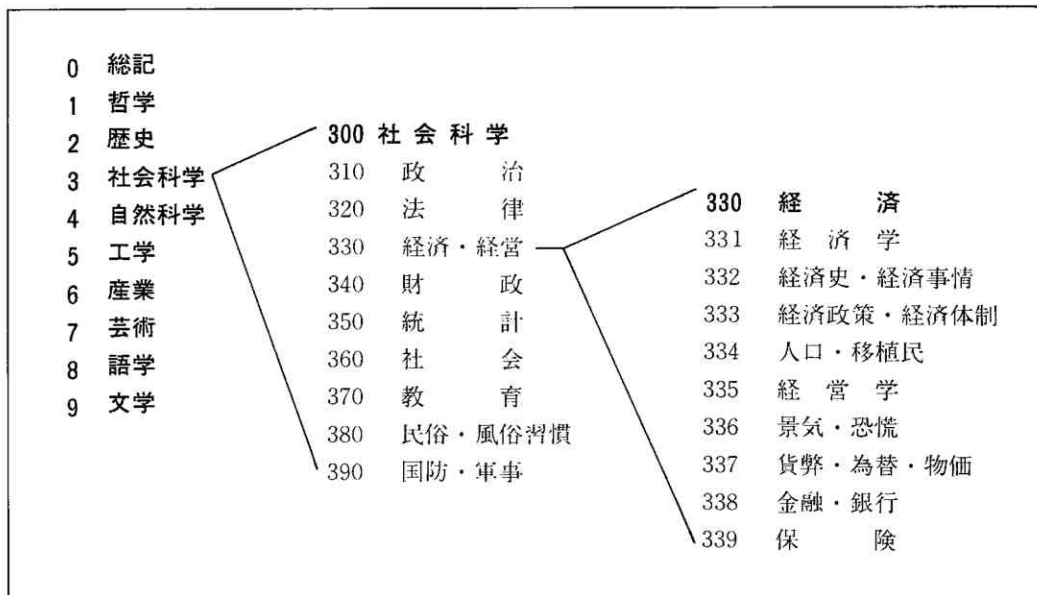 0 総記
1 哲学
2 歴史
3 社会科学
4 自然科学
5 工学
6 産業
7 芸術
8 語学
9 文学
300 社会科学
310 政治
320 法律
330 経済・経営
340 財政
350 統計
360 社会
370 教育
380 民俗・風俗習慣
390 国防・軍事
330 経済
331 経済学
332 経済史・経済事情
333 経済政策・経済体制
334 人口・移植民
335 経営学
336 景気・恐慌
337 貨幣・為替・物価
338 金融・銀行
339 保険